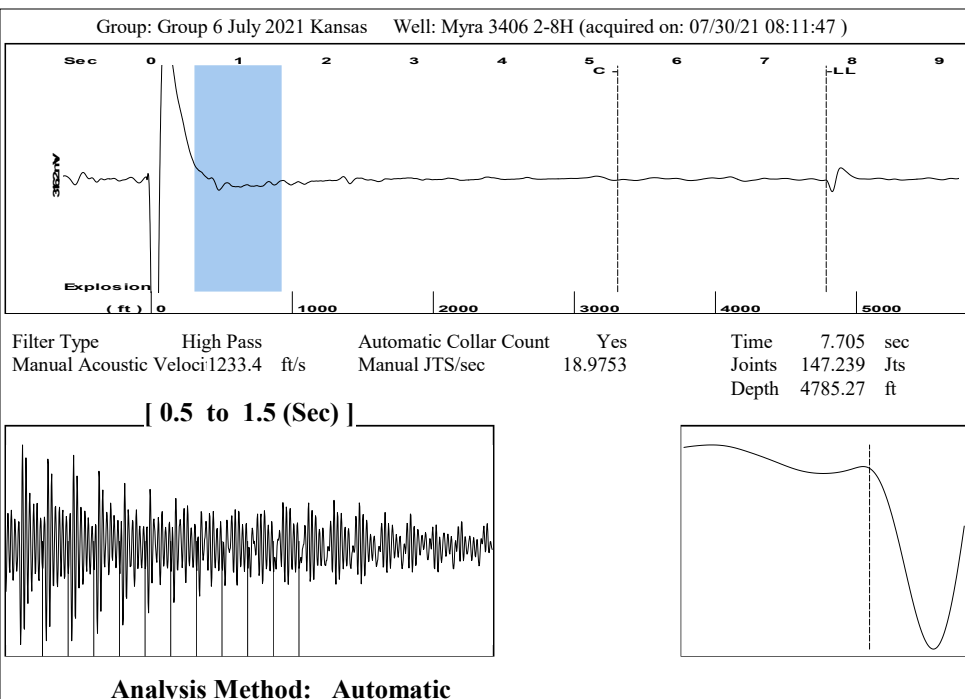 Group: Group 6 July 2021 Kansas Well: Myra 3406 2-8H (acquired on: 07/30/21 08:11:47 )
Sec 0 1 2 3 4 5 6 7 8 9
C LL
Explosion
( ft ) 0 1000 2000 3000 4000 5000
Filter Type High Pass Automatic Collar Count Yes Time 7.705 sec
Manual Acoustic Veloci 1233.4 ft/s Manual JTS/sec 18.9753 Joints 147.239 Jts
Depth 4785.27 ft
[ 0.5 to 1.5 (Sec) ]
Analysis Method: Automatic